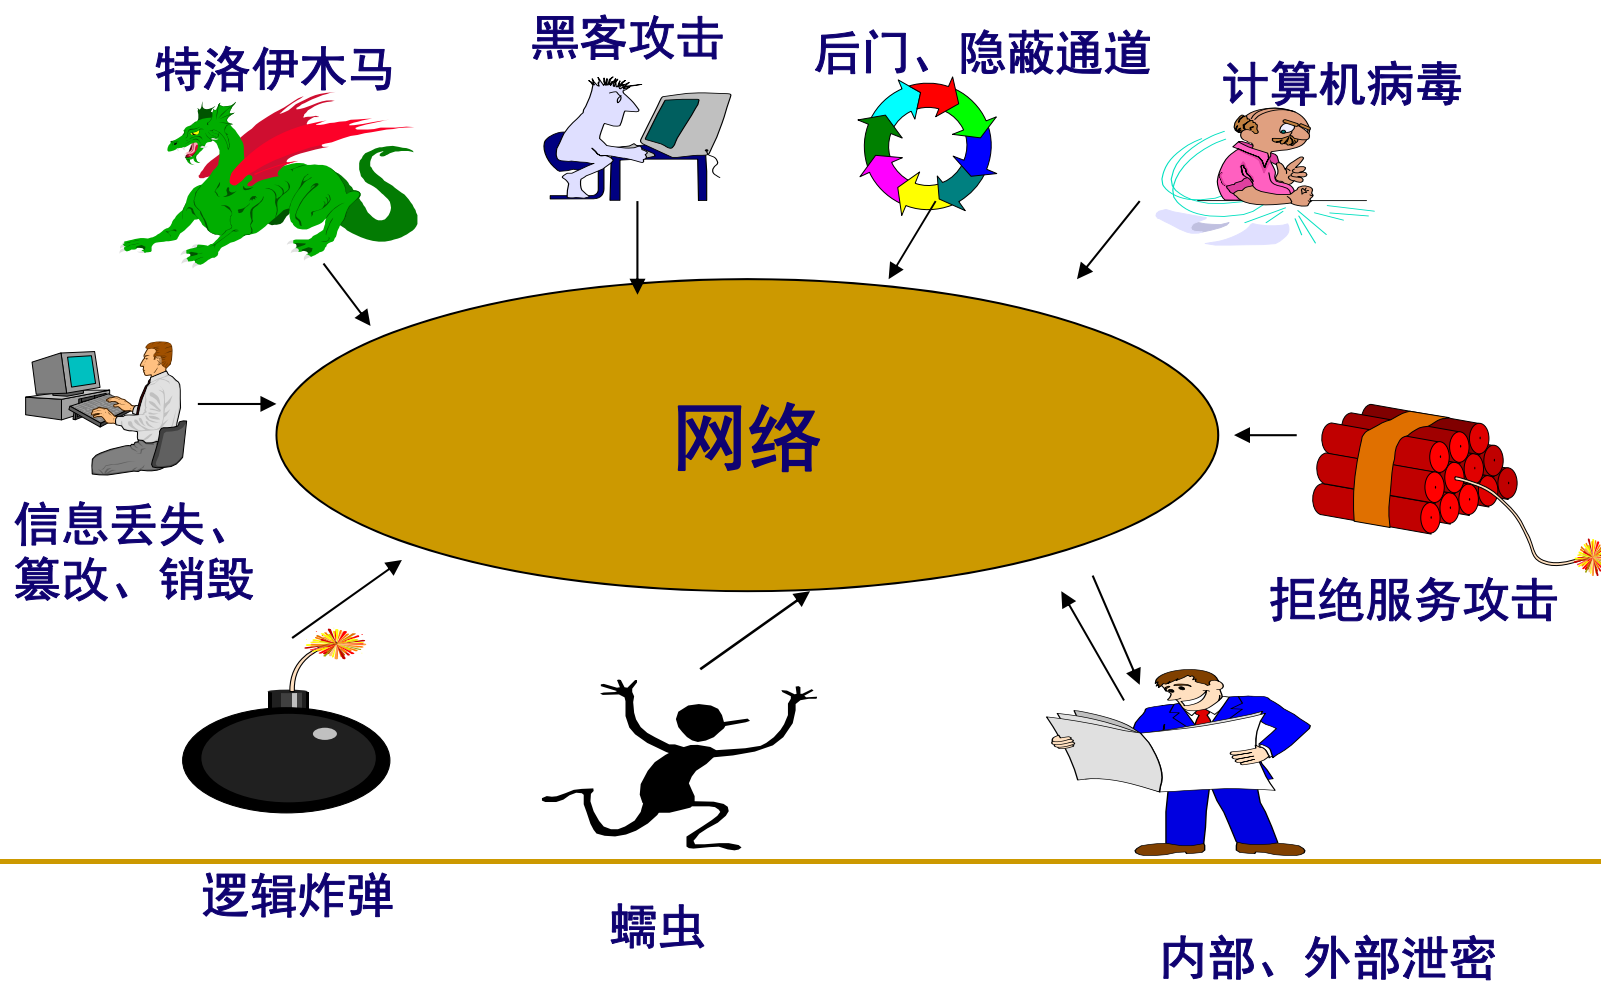 特洛伊木马
黑客攻击
后门、隐蔽通道
计算机病毒
网络
信息丢失、
篡改、销毁
拒绝服务攻击
逻辑炸弹
蠕虫
内部、外部泄密